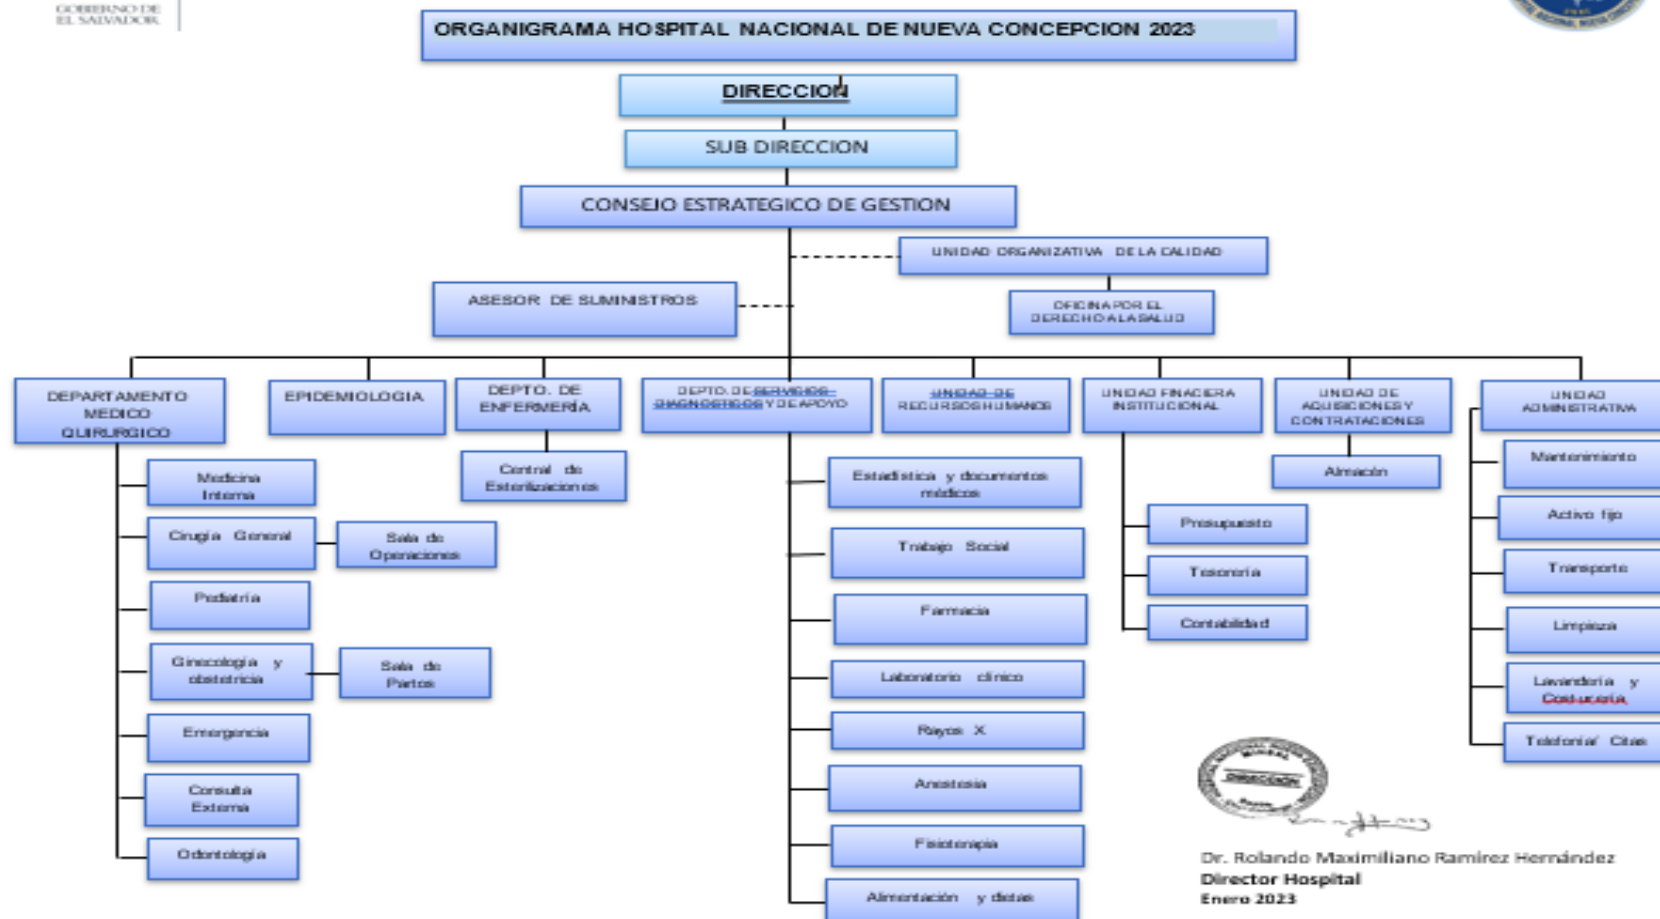 GOBIERNO DE
EL SALVADOR
ORGANIGRAMA HOSPITAL NACIONAL DE NUEVA CONCEPCION 2023
DIRECCION
SUB DIRECCION
CONSEJO ESTRATEGICO DE GESTION
UNIDAD ORGANIZATIVA DE LA CALIDAD
ASESOR DE SUMINISTROS
OFICINA POR EL
DERECHO A LA SALUD
DEPARTAMENTO
MEDICO
QUIRURGICO
EPIDEMIOLOGIA
DEPTO. DE
ENFERMERÍA
DEPTO. DE SERVICIOS
DIAGNOSTICOS Y DE APOYO
UNIDAD DE
RECURSOS HUMANOS
UNIDAD FINACIERA
INSTITUCIONAL
UNIDAD DE
AQUISICIONES Y
CONTRATACIONES
UNIDAD
ADMINISTRATIVA
Medicina
Interna
Cirugía General
Sala de
Operaciones
Pediatría
Ginecología y
obstetricia
Sala de
Partos
Emergencia
Consulta
Externa
Odontología
Central de
Esterilizaciones
Estadística y documentos
médicos
Trabajo Social
Farmacia
Laboratorio clínico
Rayos X
Anestesia
Fisioterapia
Alimentación y dietas
Presupuesto
Tesorería
Contabilidad
Almacén
Mantenimiento
Activo fijo
Transporte
Limpieza
Lavandería y
Costurería
Telefonía/ Citas
DIRECCIÓN
Dr. Rolando Maximiliano Ramírez Hernández
Director Hospital
Enero 2023